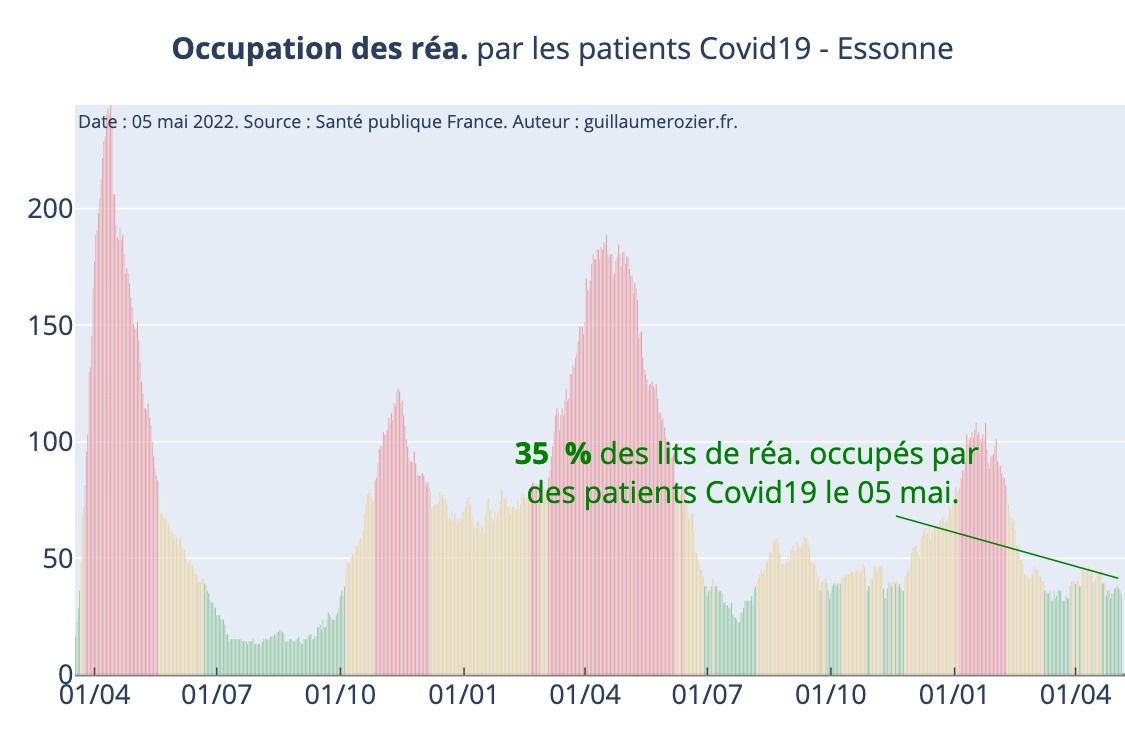 Occupation des réa. par les patients Covid19 - Essonne
Date : 05 mai 2022. Source : Santé publique France. Auteur : guillaumerozier.fr.
200
150
100
50
0
35 % des lits de réa. occupés par
des patients Covid19 le 05 mai.
01/04 01/07 01/10 01/01 01/04 01/07 01/10 01/01 01/04